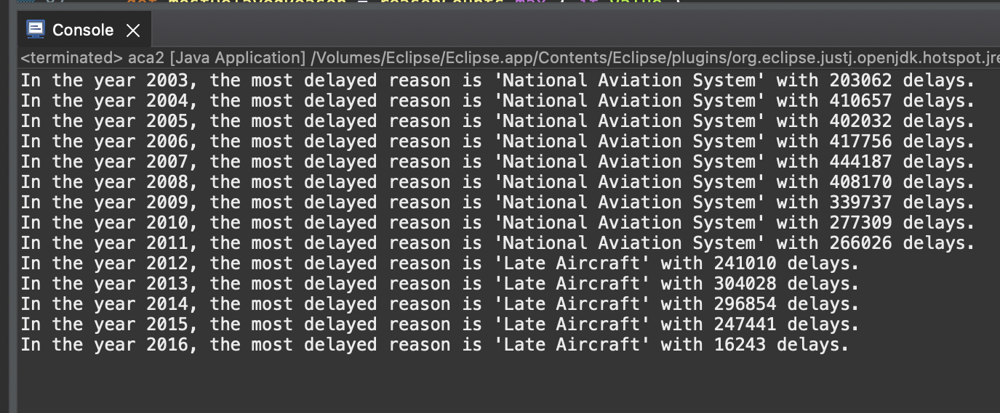 Console
<terminated> aca2 [Java Application] /Volumes/Eclipse/Eclipse.app/Contents/Eclipse/plugins/org.eclipse.justj.openjdk.hotspot.jre
In the year 2003, the most delayed reason is 'National Aviation System' with 203062 delays.
In the year 2004, the most delayed reason is 'National Aviation System' with 410657 delays.
In the year 2005, the most delayed reason is 'National Aviation System' with 402032 delays.
In the year 2006, the most delayed reason is 'National Aviation System' with 417756 delays.
In the year 2007, the most delayed reason is 'National Aviation System' with 444187 delays.
In the year 2008, the most delayed reason is 'National Aviation System' with 408170 delays.
In the year 2009, the most delayed reason is 'National Aviation System' with 339737 delays.
In the year 2010, the most delayed reason is 'National Aviation System' with 277309 delays.
In the year 2011, the most delayed reason is 'National Aviation System' with 266026 delays.
In the year 2012, the most delayed reason is 'Late Aircraft' with 241010 delays.
In the year 2013, the most delayed reason is 'Late Aircraft' with 304028 delays.
In the year 2014, the most delayed reason is 'Late Aircraft' with 296854 delays.
In the year 2015, the most delayed reason is 'Late Aircraft' with 247441 delays.
In the year 2016, the most delayed reason is 'Late Aircraft' with 16243 delays.